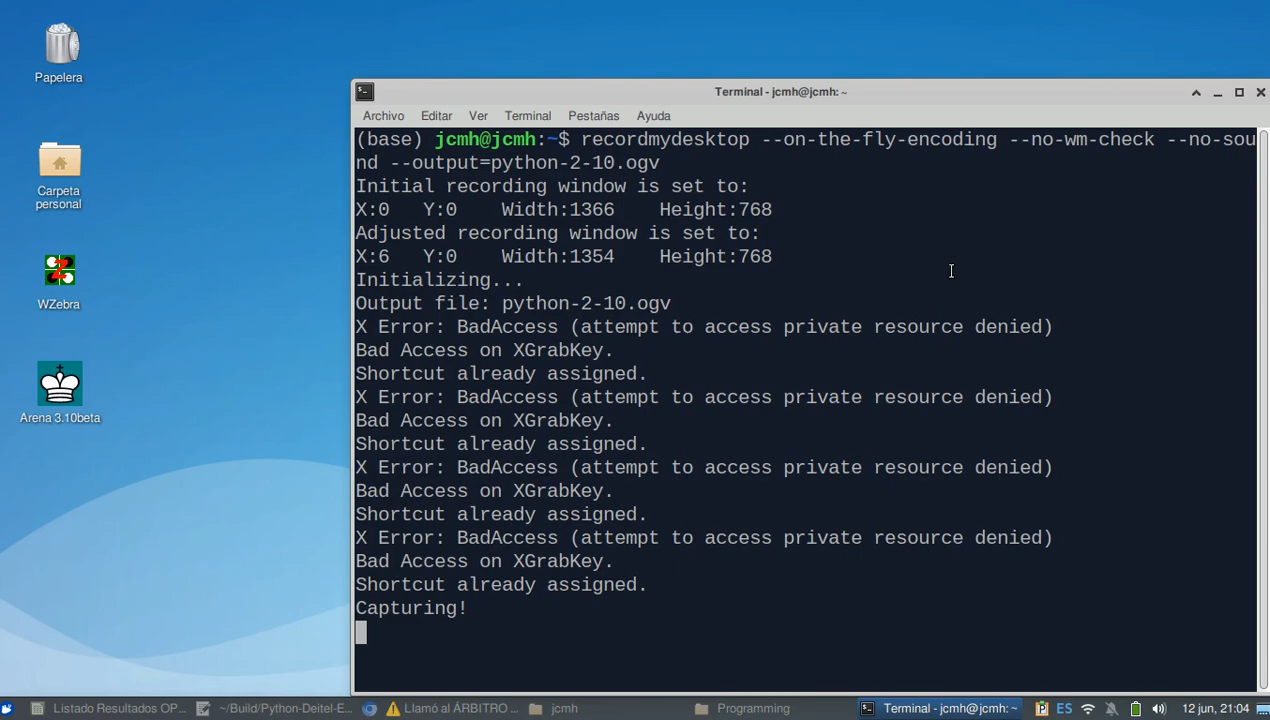 Papelera
Carpeta
personal
WZebra
Arena 3.10beta
Terminal - jcmh@jcmh: ~
Archivo Editar Ver Terminal Pestañas Ayuda
(base) jcmh@jcmh:~$ recordmydesktop --on-the-fly-encoding --no-wm-check --no-sou
nd --output=python-2-10.ogv
Initial recording window is set to:
X:0 Y:0 Width:1366 Height:768
Adjusted recording window is set to:
X:6 Y:0 Width:1354 Height:768
Initializing...
Output file: python-2-10.ogv
X Error: BadAccess (attempt to access private resource denied)
Bad Access on XGrabKey.
Shortcut already assigned.
X Error: BadAccess (attempt to access private resource denied)
Bad Access on XGrabKey.
Shortcut already assigned.
X Error: BadAccess (attempt to access private resource denied)
Bad Access on XGrabKey.
Shortcut already assigned.
X Error: BadAccess (attempt to access private resource denied)
Bad Access on XGrabKey.
Shortcut already assigned.
Capturing!
Listado Resultados OP... ~/Build/Python-Deitel-E... Llamó al ÁRBITRO ... jcmh Programming Terminal - jcmh@jcmh: ~ ES 12 jun, 21:04